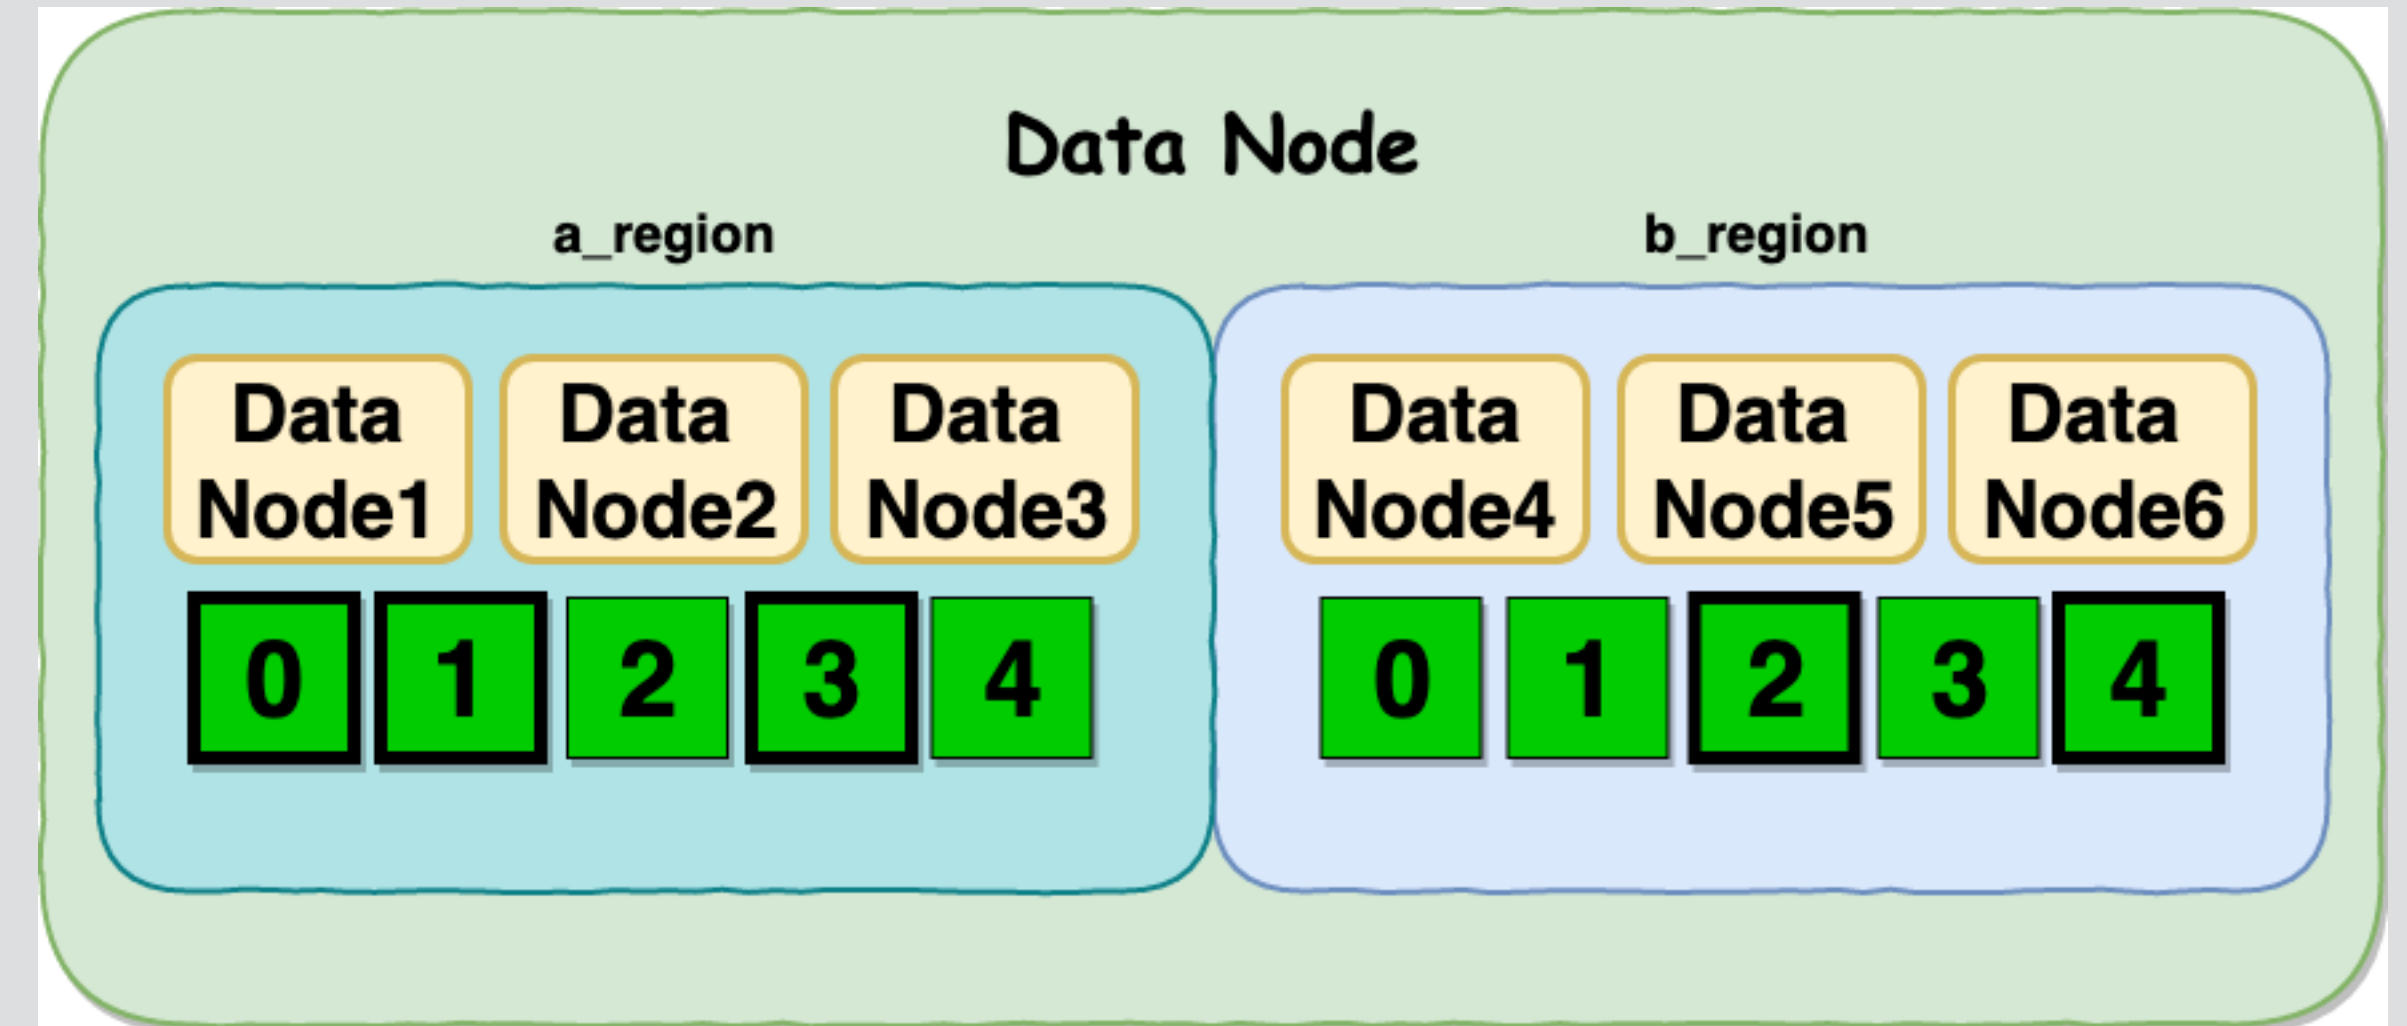 Data Node
a_region
b_region
Data
Node1
Data
Node2
Data
Node3
Data
Node4
Data
Node5
Data
Node6
0 1 2 3 4
0 1 2 3 4